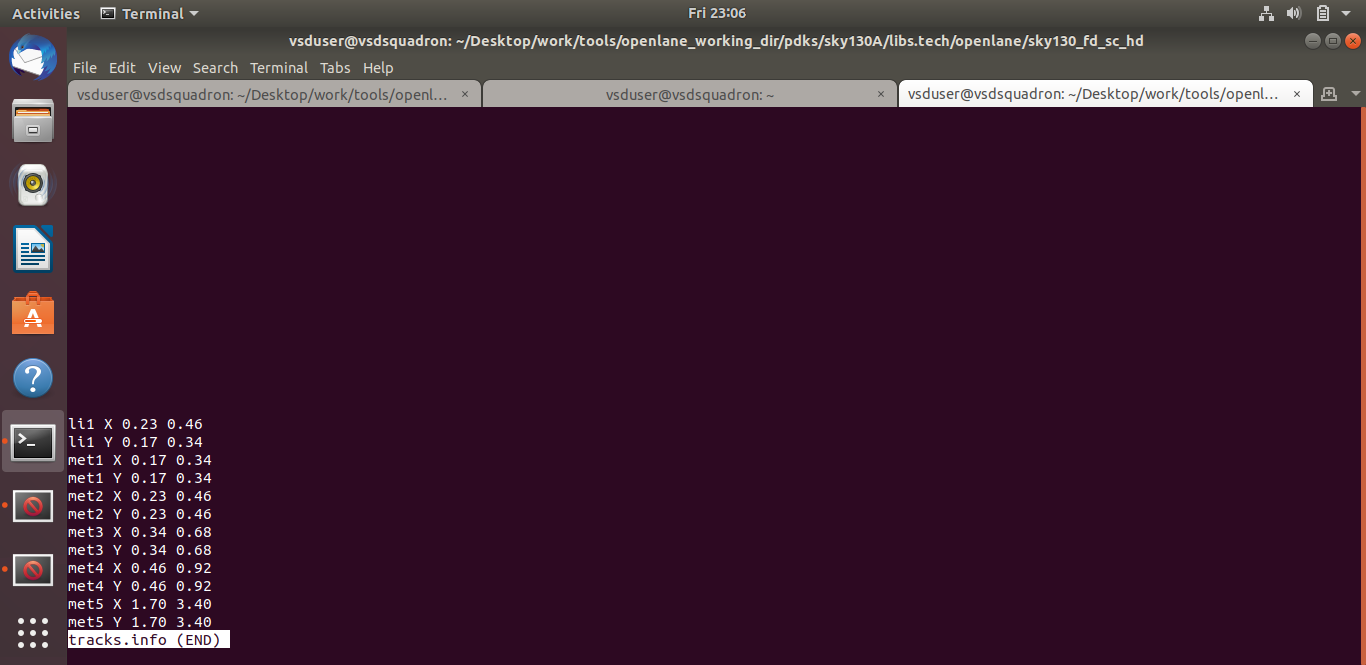 Activities Terminal Fri 23:06
vsduser@vsdsquadron: ~/Desktop/work/tools/openlane_working_dir/pdks/sky130A/libs.tech/openlane/sky130_fd_sc_hd
File Edit View Search Terminal Tabs Help
vsduser@vsdsquadron: ~/Desktop/work/tools/openl... × vsduser@vsdsquadron: ~ × vsduser@vsdsquadron: ~/Desktop/work/tools/openl... ×
li1 X 0.23 0.46
li1 Y 0.17 0.34
met1 X 0.17 0.34
met1 Y 0.17 0.34
met2 X 0.23 0.46
met2 Y 0.23 0.46
met3 X 0.34 0.68
met3 Y 0.34 0.68
met4 X 0.46 0.92
met4 Y 0.46 0.92
met5 X 1.70 3.40
met5 Y 1.70 3.40
tracks.info (END)